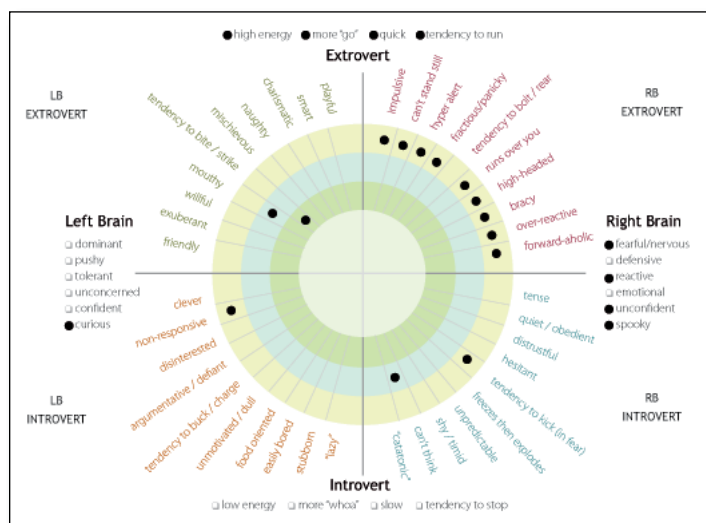 high energy more "go" quick tendency to run
Extrovert
LB
EXTROVERT
RB
EXTROVERT
friendly
exuberant
willful
mouthy
tendency to bite / strike
mischievous
naughty
charismatic
smart
playful
impulsive
can't stand still
hyper alert
fractious/panicky
tendency to bolt / rear
runs over you
high-headed
bracy
over-reactive
forward-aholic
Left Brain
dominant
pushy
tolerant
unconcerned
confident
curious
Right Brain
fearful/nervous
defensive
reactive
emotional
unconfident
spooky
clever
non-responsive
disinterested
argumentative / defiant
tendency to buck / charge
unmotivated / dull
food oriented
easily bored
stubborn
"lazy"
tense
quiet / obedient
distrustful
hesitant
tendency to kick (in fear)
freezes then explodes
unpredictable
shy / timid
can't think
"catatonic"
LB
INTROVERT
RB
INTROVERT
Introvert
low energy more "whoa" slow tendency to stop